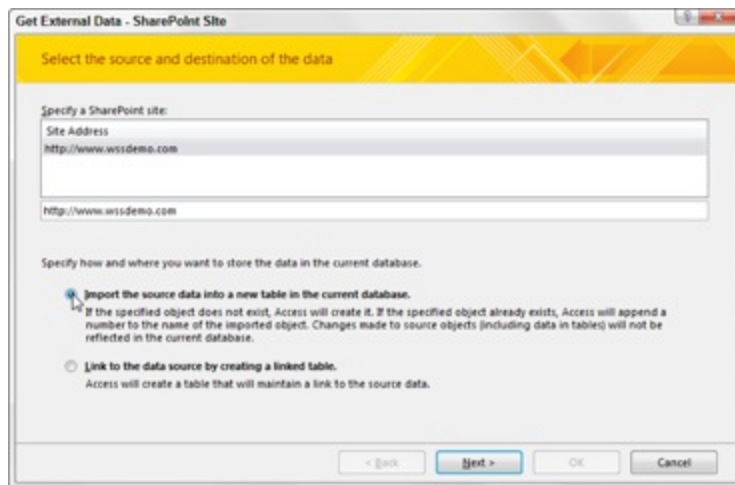 Get External Data - SharePoint Site
Select the source and destination of the data
Specify a SharePoint site:
Site Address
http://www.wssdemo.com
http://www.wssdemo.com
Specify how and where you want to store the data in the current database.
Import the source data into a new table in the current database.
If the specified object does not exist, Access will create it. If the specified object already exists, Access will append a
number to the name of the imported object. Changes made to source objects (including data in tables) will not be
reflected in the current database.
Link to the data source by creating a linked table.
Access will create a table that will maintain a link to the source data.
< Back
Next >
OK
Cancel